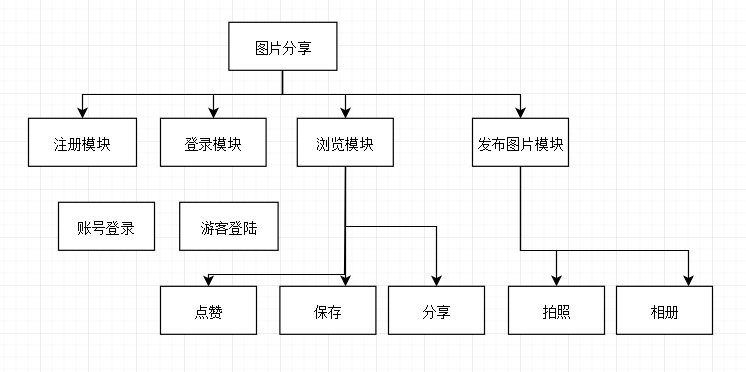 图片分享
注册模块
登录模块
浏览模块
发布图片模块
账号登录
游客登陆
点赞
保存
分享
拍照
相册